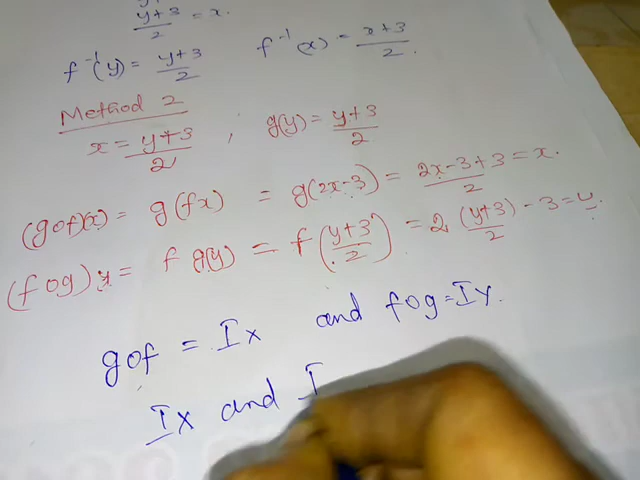 y+3/2 = x.
f⁻¹(y) = y+3/2 f⁻¹(x) = x+3/2.
Method 2
x = y+3/2 , g(y) = y+3/2
(gof)(x) = g(fx) = g(2x-3) = 2x-3+3/2 = x.
(fog)y = f g(y) = f(y+3/2) = 2(y+3)/2 - 3 = y.
gof = Ix and fog = Iy.
Ix and I